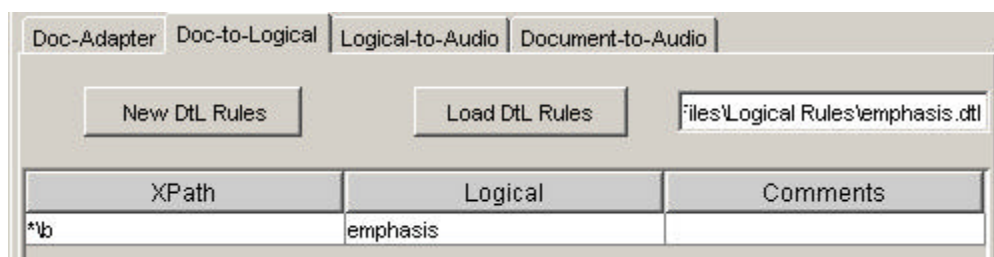 Doc-Adapter Doc-to-Logical Logical-to-Audio Document-to-Audio
New DtL Rules Load DtL Rules Files\Logical Rules\emphasis.dtl
XPath Logical Comments
*\b emphasis